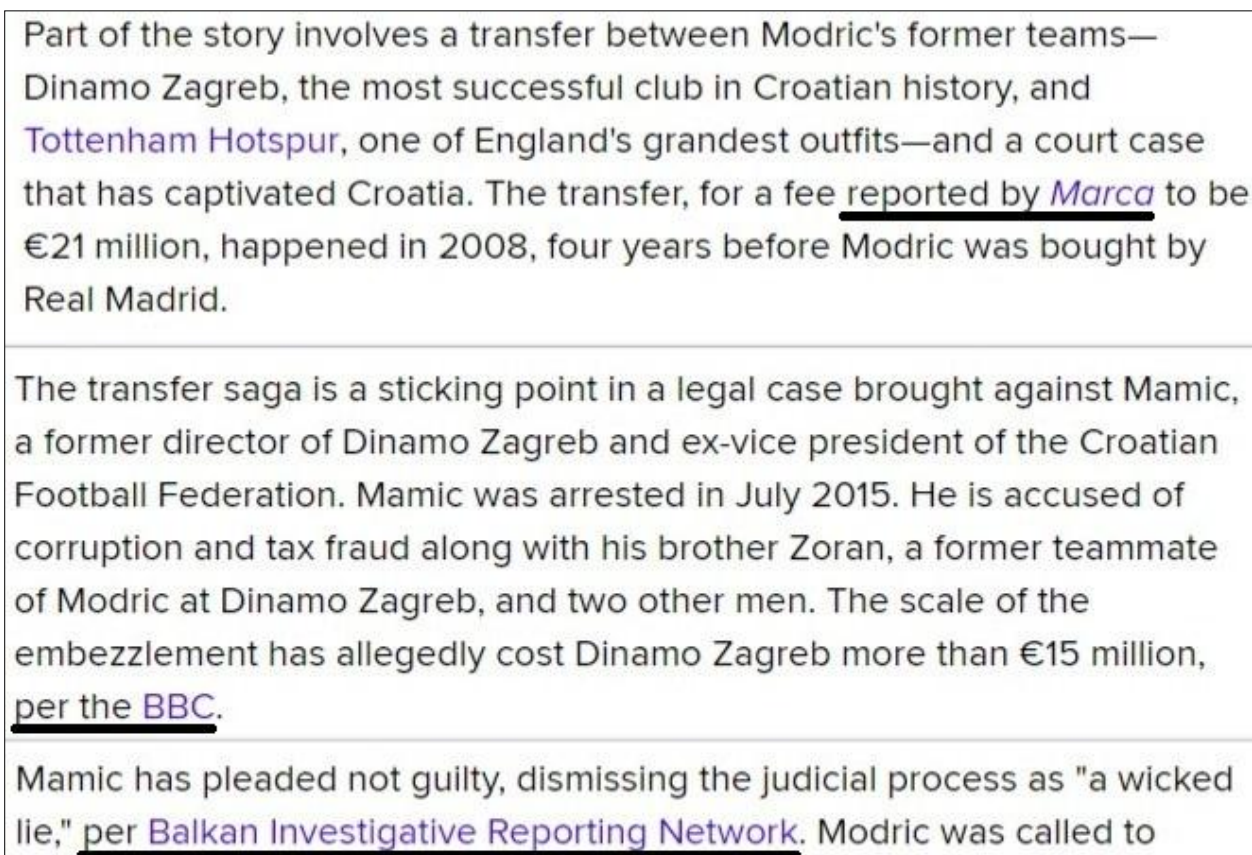 Part of the story involves a transfer between Modric's former teams—
Dinamo Zagreb, the most successful club in Croatian history, and
Tottenham Hotspur, one of England's grandest outfits—and a court case
that has captivated Croatia. The transfer, for a fee reported by Marca to be
€21 million, happened in 2008, four years before Modric was bought by
Real Madrid.
The transfer saga is a sticking point in a legal case brought against Mamic,
a former director of Dinamo Zagreb and ex-vice president of the Croatian
Football Federation. Mamic was arrested in July 2015. He is accused of
corruption and tax fraud along with his brother Zoran, a former teammate
of Modric at Dinamo Zagreb, and two other men. The scale of the
embezzlement has allegedly cost Dinamo Zagreb more than €15 million,
per the BBC.
Mamic has pleaded not guilty, dismissing the judicial process as "a wicked
lie," per Balkan Investigative Reporting Network. Modric was called to